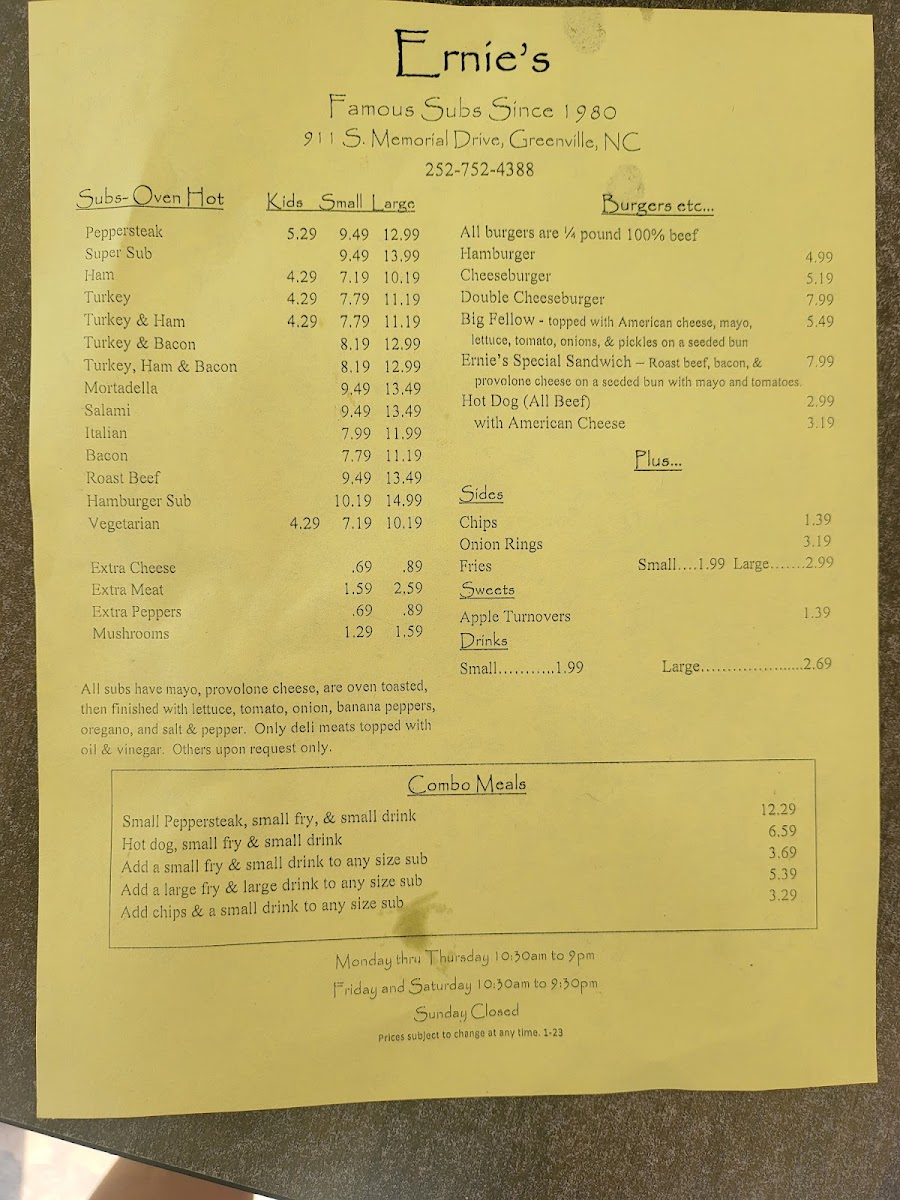 Ernie's
Famous Subs Since 1980
911 S. Memorial Drive, Greenville, NC
252-752-4388
Subs- Oven Hot Kids Small Large
Peppersteak 5.29 9.49 12.99
Super Sub 9.49 13.99
Ham 4.29 7.19 10.19
Turkey 4.29 7.79 11.19
Turkey & Ham 4.29 7.79 11.19
Turkey & Bacon 8.19 12.99
Turkey, Ham & Bacon 8.19 12.99
Mortadella 9.49 13.49
Salami 9.49 13.49
Italian 7.99 11.99
Bacon 7.79 11.19
Roast Beef 9.49 13.49
Hamburger Sub 10.19 14.99
Vegetarian 4.29 7.19 10.19
Extra Cheese .69 .89
Extra Meat 1.59 2.59
Extra Peppers .69 .89
Mushrooms 1.29 1.59
All subs have mayo, provolone cheese, are oven toasted,
then finished with lettuce, tomato, onion, banana peppers,
oregano, and salt & pepper. Only deli meats topped with
oil & vinegar. Others upon request only.
Burgers etc...
All burgers are ¼ pound 100% beef
Hamburger 4.99
Cheeseburger 5.19
Double Cheeseburger 7.99
Big Fellow - topped with American cheese, mayo, 5.49
lettuce, tomato, onions, & pickles on a seeded bun
Ernie's Special Sandwich – Roast beef, bacon, & 7.99
provolone cheese on a seeded bun with mayo and tomatoes.
Hot Dog (All Beef) 2.99
with American Cheese 3.19
Plus...
Sides
Chips 1.39
Onion Rings 3.19
Fries Small....1.99 Large.......2.99
Sweets
Apple Turnovers 1.39
Drinks
Small...........1.99 Large.....................2.69
Combo Meals
Small Peppersteak, small fry, & small drink 12.29
Hot dog, small fry & small drink 6.59
Add a small fry & small drink to any size sub 3.69
Add a large fry & large drink to any size sub 5.39
Add chips & a small drink to any size sub 3.29
Monday thru Thursday 10:30am to 9pm
Friday and Saturday 10:30am to 9:30pm
Sunday Closed
Prices subject to change at any time. 1-23